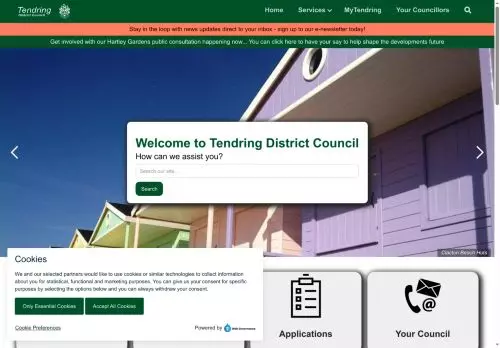 Tendring
District Council
Home
Services
MyTendring
Your Councillors
Stay in the loop with news updates direct to your inbox - sign up to our e-newsletter today!
Get involved with our Hartley Gardens public consultation happening now... You can click here to have your say to help shape the developments future
Welcome to Tendring District Council
How can we assist you?
Search our site...
Search
Clacton Beach Huts
Cookies
We and our selected partners would like to use cookies or similar technologies to collect information
about you for statistical, functional and marketing purposes. You can give us your consent for specific
purposes by selecting the options below and you can always withdraw your consent.
Only Essential Cookies
Accept All Cookies
Cookie Preferences
Powered by
Applications
Your Council